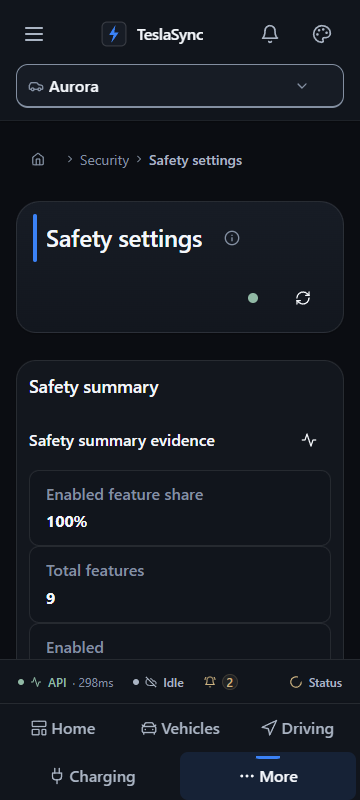 TeslaSync
Aurora
Security
Safety settings
Safety settings
Safety summary
Safety summary evidence
Enabled feature share
100%
Total features
9
Enabled
API · 298ms
Idle
2
Status
Home
Vehicles
Driving
Charging
More